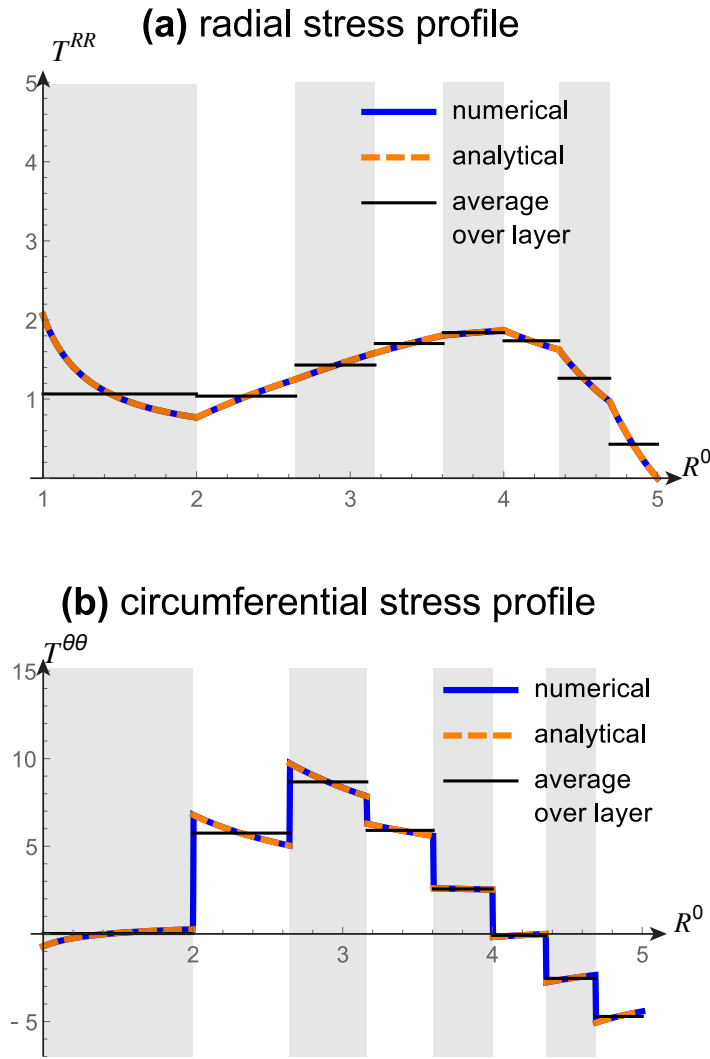 (a) radial stress profile
T^{RR}
5
4
3
2
1
numerical
analytical
average
over layer
R^0
1
2
3
4
5
(b) circumferential stress profile
T^{θθ}
15
10
5
-5
numerical
analytical
average
over layer
R^0
2
3
4
5